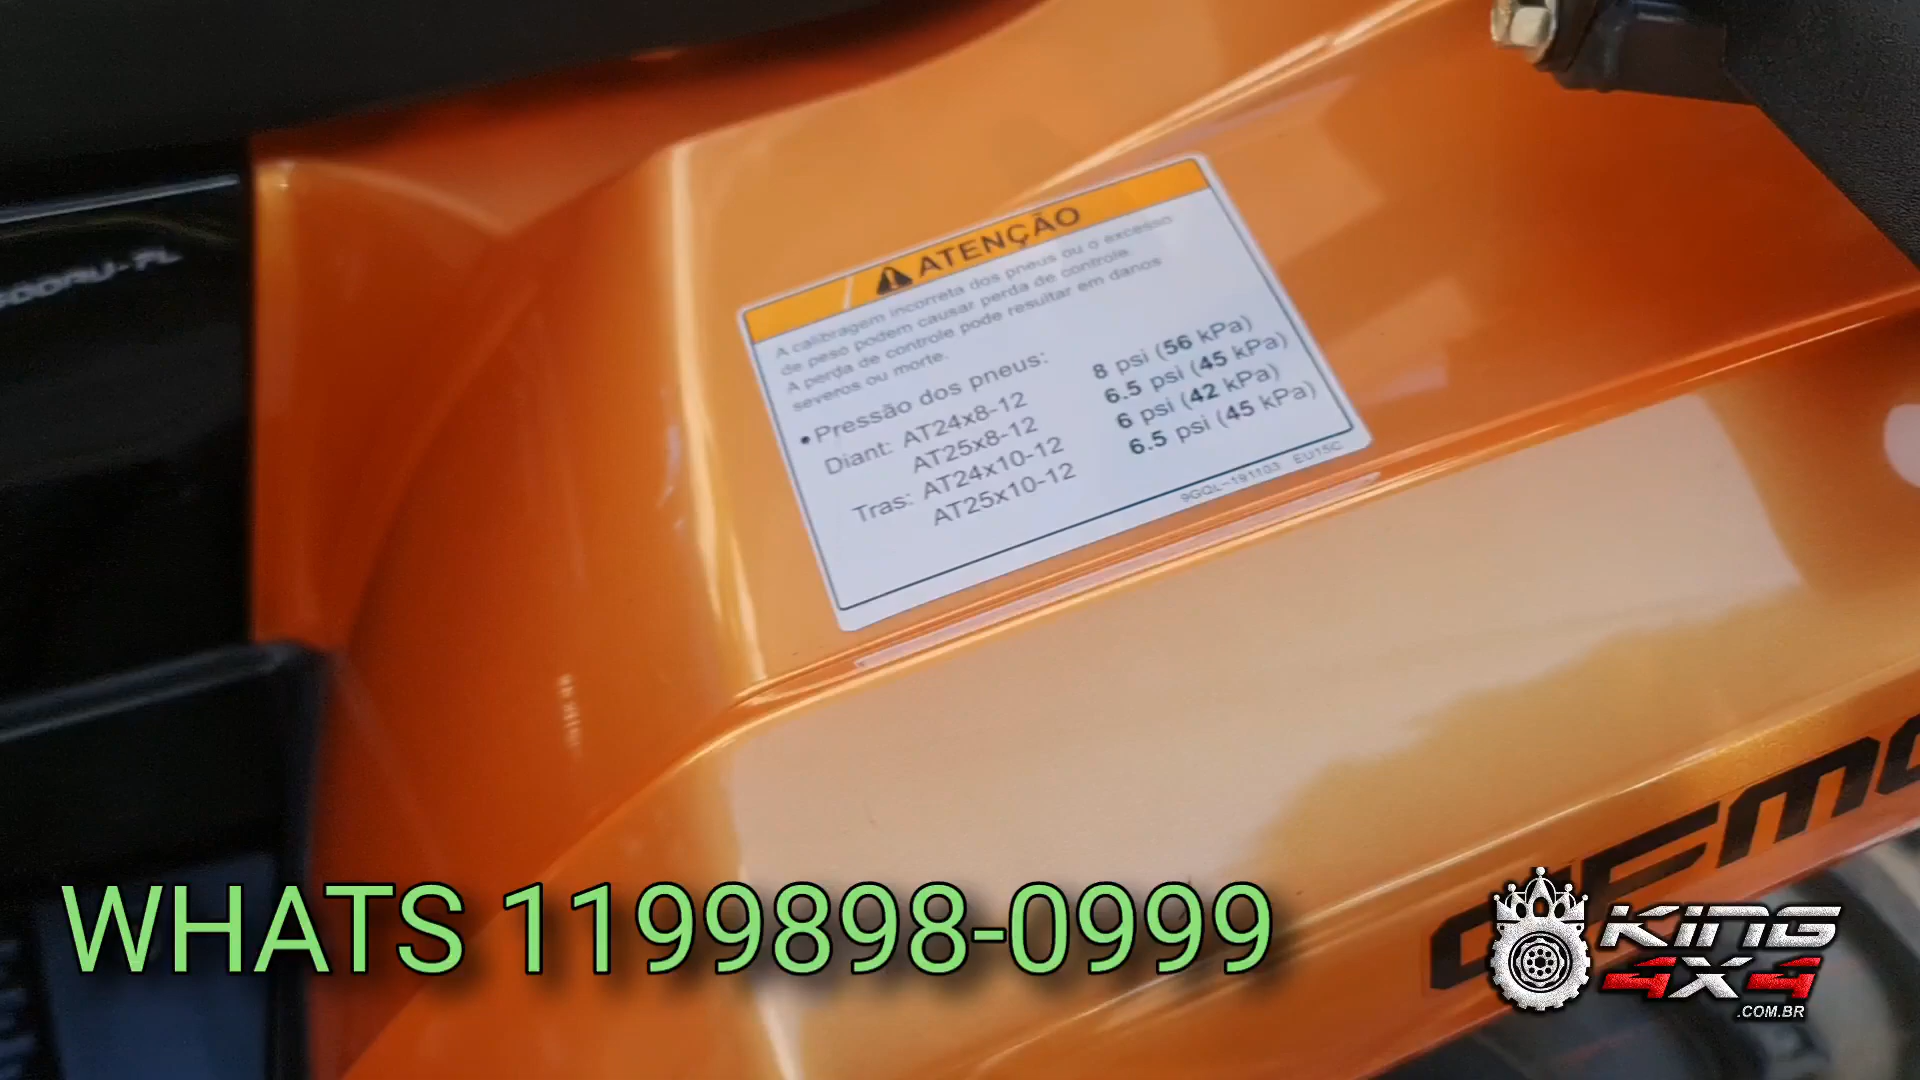 ATENÇÃO
A calibragem incorreta dos pneus ou o excesso
de peso podem causar perda de controle.
A perda de controle pode resultar em danos
severos ou morte.
•Pressão dos pneus:
Diant: AT24x8-12 8 psi (56 kPa)
AT25x8-12 6.5 psi (45 kPa)
Tras: AT24x10-12 6 psi (42 kPa)
AT25x10-12 6.5 psi (45 kPa)
9GQL-191103 EU15C
WHATS 1199898-0999
KING
4X4
.COM.BR